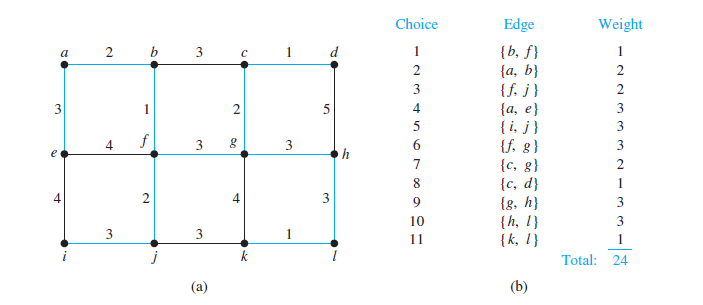 Choice Edge Weight
a 2 b 3 c 1 d
3 1 2 5
e 4 f 3 g 3 h
4 2 4 3
3 3 1
i j k l
(a)
1 {b, f} 1
2 {a, b} 2
3 {f, j} 2
4 {a, e} 3
5 {i, j} 3
6 {f, g} 3
7 {c, g} 2
8 {c, d} 1
9 {g, h} 3
10 {h, l} 3
11 {k, l} 1
Total: 24
(b)